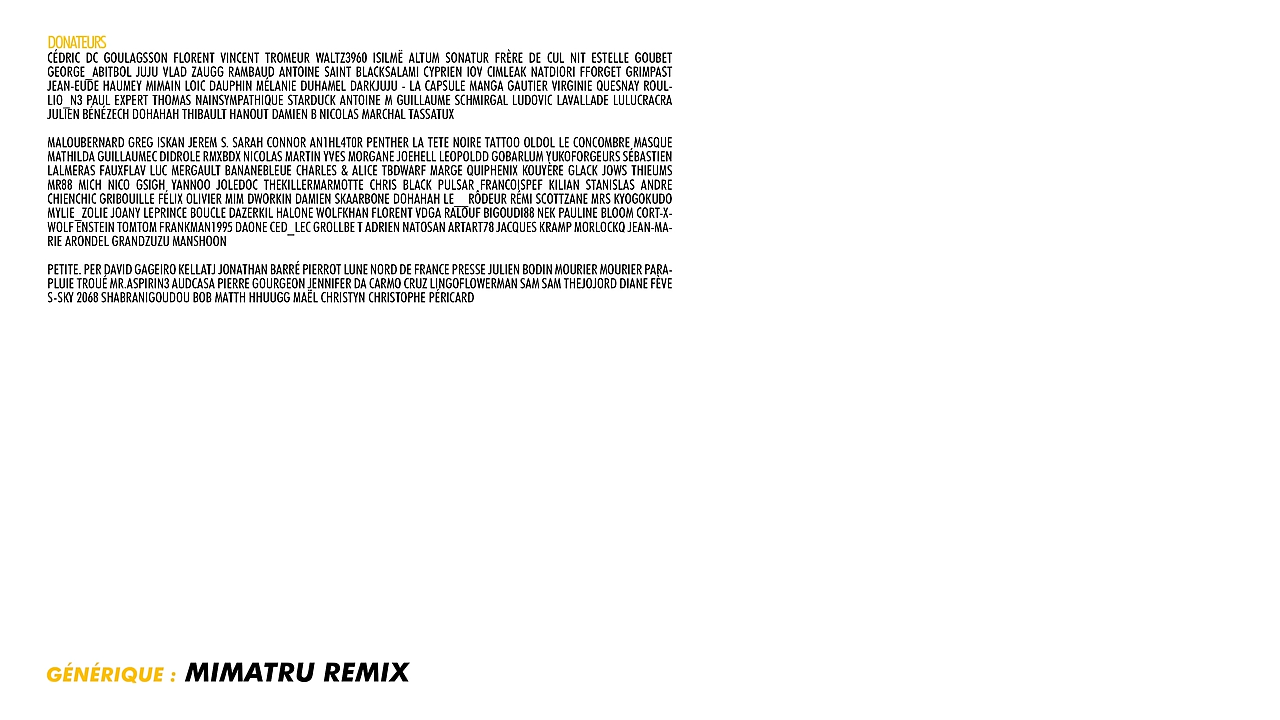 DONATEURS
CÉDRIC DC GOULAGSSON FLORENT VINCENT TROMEUR WALTZ3960 ISILMË ALTUM SONATUR FRÈRE DE CUL NIT ESTELLE GOUBET
GEORGE_ABITBOL JUJU VLAD ZAUGG RAMBAUD ANTOINE SAINT BLACKSALAMI CYPRIEN IOV CIMLEAK NATDIORI FFORGET GRIMPAST
JEAN-EUDE HAUMEY MIMAIN LOIC DAUPHIN MÉLANIE DUHAMEL DARKJUJU - LA CAPSULE MANGA GAUTIER VIRGINIE QUESNAY ROUL-
LIO_N3 PAUL EXPERT THOMAS NAINSYMPATHIQUE STARDUCK ANTOINE M GUILLAUME SCHMIRGAL LUDOVIC LAVALLADE LULUCRACRA
JULIEN BÉNÉZECH DOHAHAH THIBAULT HANOUT DAMIEN B NICOLAS MARCHAL TASSATUX
MALOUBERNARD GREG ISKAN JEREM S. SARAH CONNOR AN1HL4T0R PENTHER LA TETE NOIRE TATTOO OLDOL LE CONCOMBRE MASQUE
MATHILDA GUILLAUMEC DIDROLE RMXBDX NICOLAS MARTIN YVES MORGANE JOEHELL LEOPOLDD GOBARLUM YUKOFORGEURS SÉBASTIEN
LALMERAS FAUXFLAV LUC MERGAULT BANANEBLEUE CHARLES & ALICE TBDWARF MARGE QUIPHENIX KOUYÈRE GLACK JOWS THIEUMS
MR88 MICH NICO GSIGH YANNOO JOLEDOC THEKILLERMARMOTTE CHRIS BLACK PULSAR FRANCOISPEF KILIAN STANISLAS ANDRE
CHIENCHIC GRIBOUILLE FÉLIX OLIVIER MIM DWORKIN DAMIEN SKAARBONE DOHAHAH LE__RÔDEUR RÉMI SCOTTZANE MRS KYOGOKUDO
MYLIE_ZOLIE JOANY LEPRINCE BOUCLE DAZERKIL HALONE WOLFKHAN FLORENT VDGA RALOUF BIGOUDI88 NEK PAULINE BLOOM CORT-X-
WOLF ENSTEIN TOMTOM FRANKMAN1995 DAONE CED_LEC GROLLBE T ADRIEN NATOSAN ARTART78 JACQUES KRAMP MORLOCKQ JEAN-MA-
RIE ARONDEL GRANDZUZU MANSHOON
PETITE. PER DAVID GAGEIRO KELLATJ JONATHAN BARRÉ PIERROT LUNE NORD DE FRANCE PRESSE JULIEN BODIN MOURIER MOURIER PARA-
PLUIE TROUÉ MR.ASPIRIN3 AUDCASA PIERRE GOURGEON JENNIFER DA CARMO CRUZ LINGOFLOWERMAN SAM SAM THEJOJORD DIANE FÈVE
S-SKY 2068 SHABRANIGOUDOU BOB MATTH HHUUGG MAËL CHRISTYN CHRISTOPHE PÉRICARD
GÉNÉRIQUE : MIMATRU REMIX